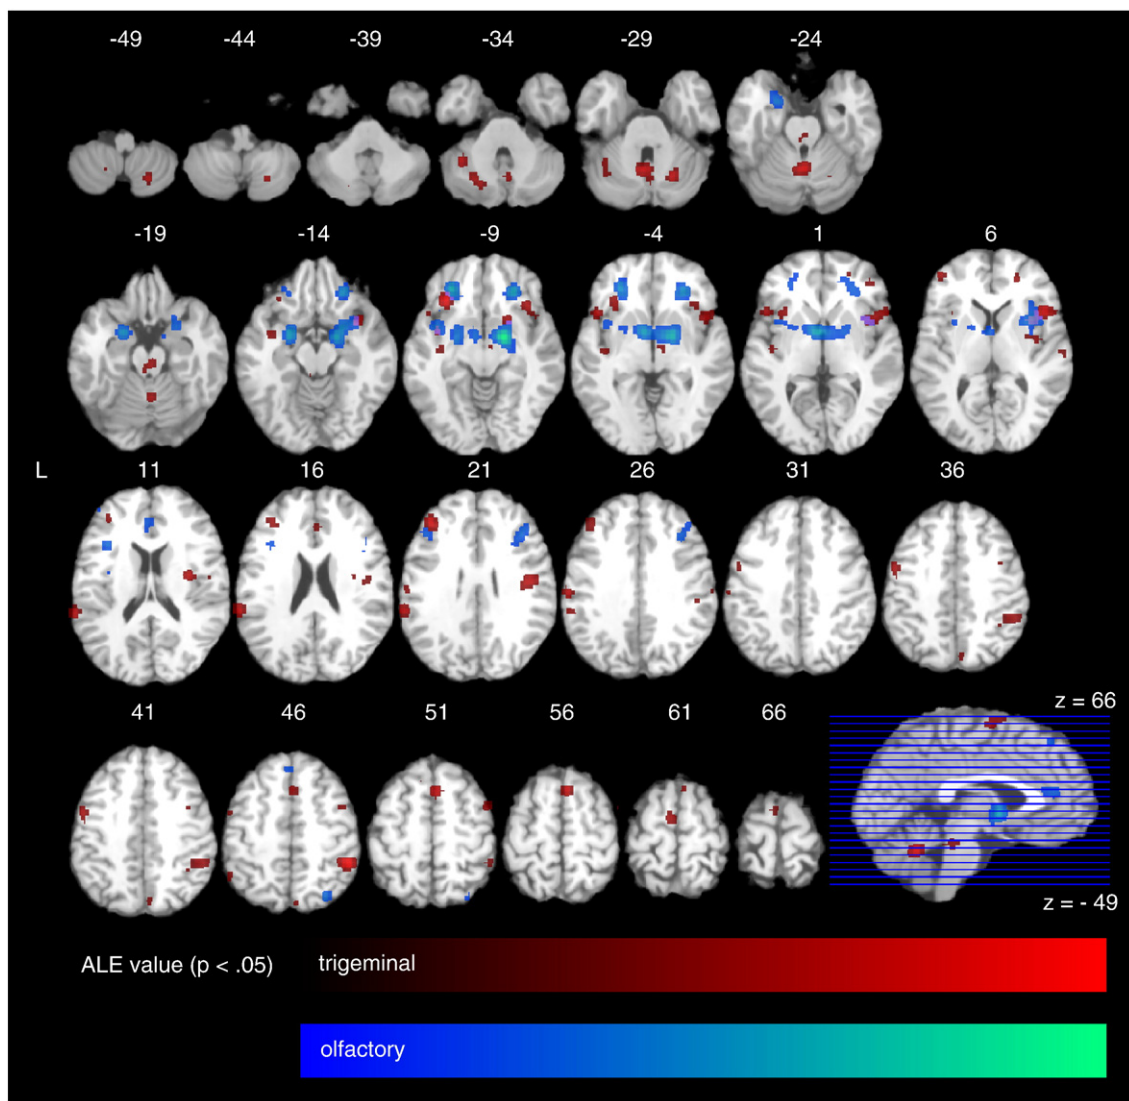 -49 -44 -39 -34 -29 -24
-19 -14 -9 -4 1 6
L 11 16 21 26 31 36
41 46 51 56 61 66
z = 66
z = - 49
ALE value (p < .05)
trigeminal
olfactory